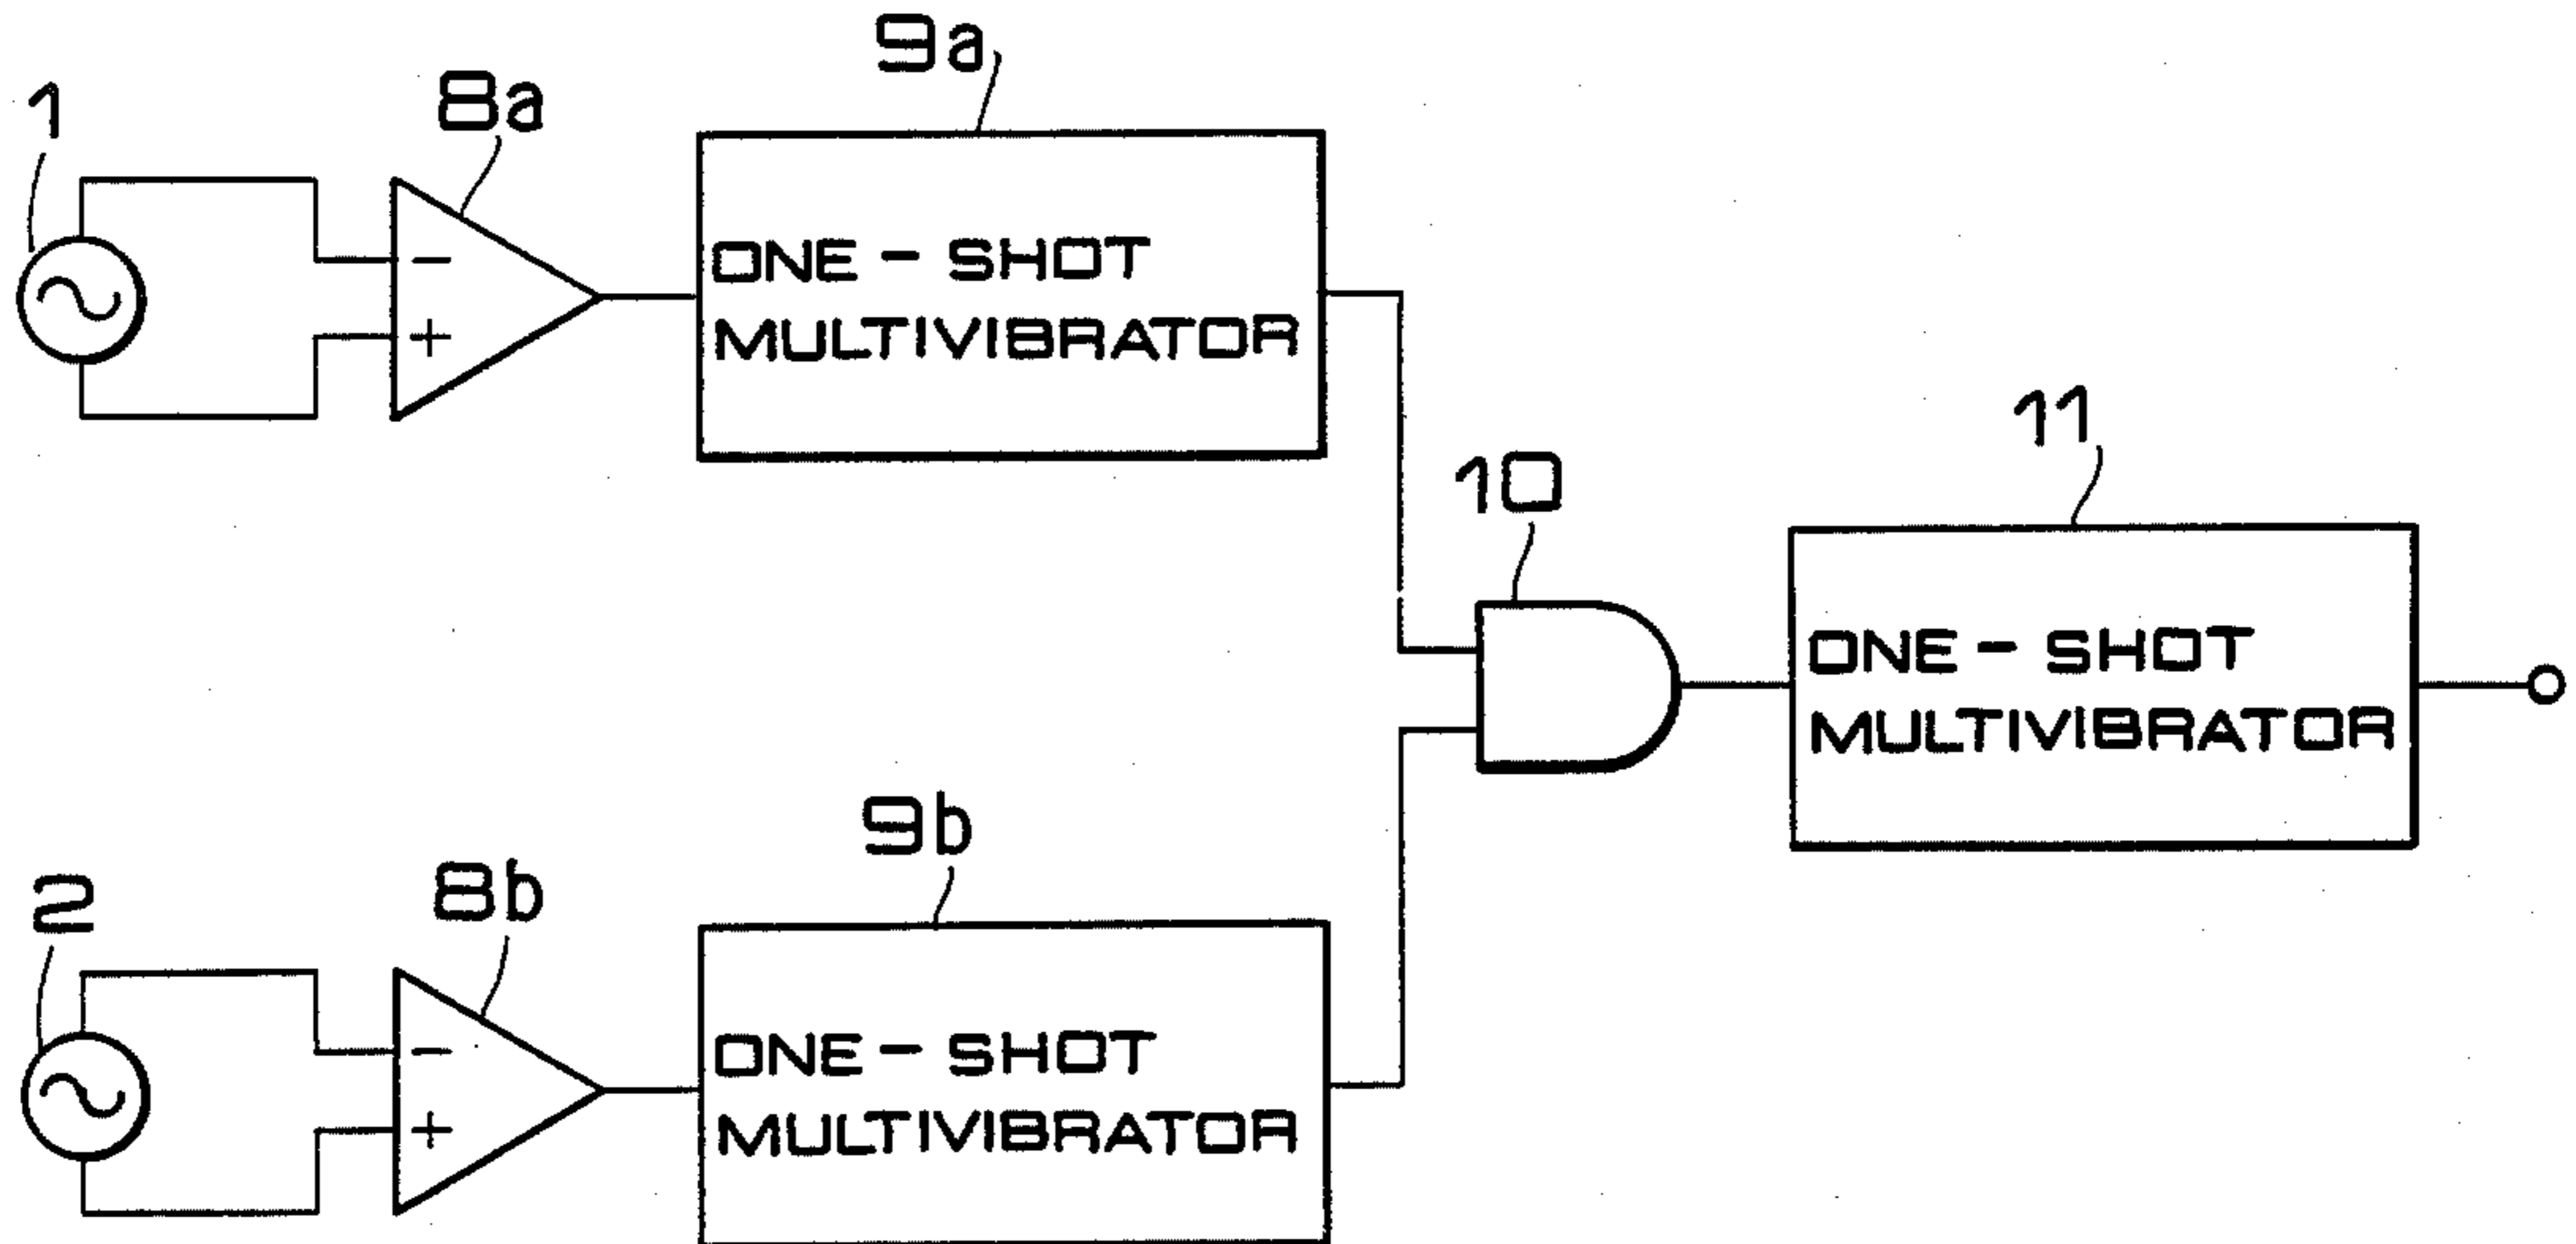 1
8a
9a
- 
+
ONE - SHOT
MULTIVIBRATOR
10
11
ONE - SHOT
MULTIVIBRATOR
2
8b
9b
-
+
ONE - SHOT
MULTIVIBRATOR